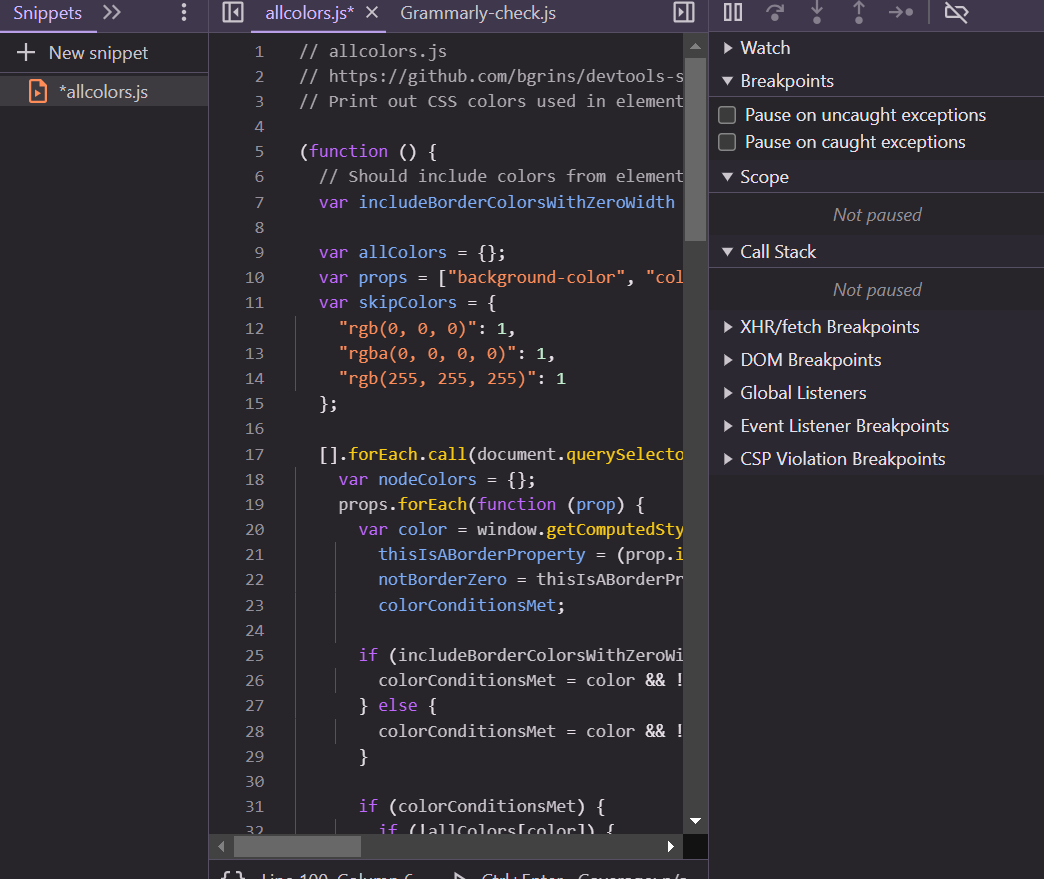 Snippets
New snippet
*allcolors.js
allcolors.js*
Grammarly-check.js
1 // allcolors.js
2 // https://github.com/bgrins/devtools-s
3 // Print out CSS colors used in element
4
5 (function () {
6 // Should include colors from element
7 var includeBorderColorsWithZeroWidth
8
9 var allColors = {};
10 var props = ["background-color", "col
11 var skipColors = {
12 "rgb(0, 0, 0)": 1,
13 "rgba(0, 0, 0, 0)": 1,
14 "rgb(255, 255, 255)": 1
15 };
16
17 [].forEach.call(document.querySelecto
18 var nodeColors = {};
19 props.forEach(function (prop) {
20 var color = window.getComputedSty
21 thisIsABorderProperty = (prop.i
22 notBorderZero = thisIsABorderPr
23 colorConditionsMet;
24
25 if (includeBorderColorsWithZeroWi
26 colorConditionsMet = color && !
27 } else {
28 colorConditionsMet = color && !
29 }
30
31 if (colorConditionsMet) {
32 if (!allColors[color]) {
{ } Line 100, Column 6 Ctrl+Enter Coverage: n/a
Watch
Breakpoints
Pause on uncaught exceptions
Pause on caught exceptions
Scope
Not paused
Call Stack
Not paused
XHR/fetch Breakpoints
DOM Breakpoints
Global Listeners
Event Listener Breakpoints
CSP Violation Breakpoints